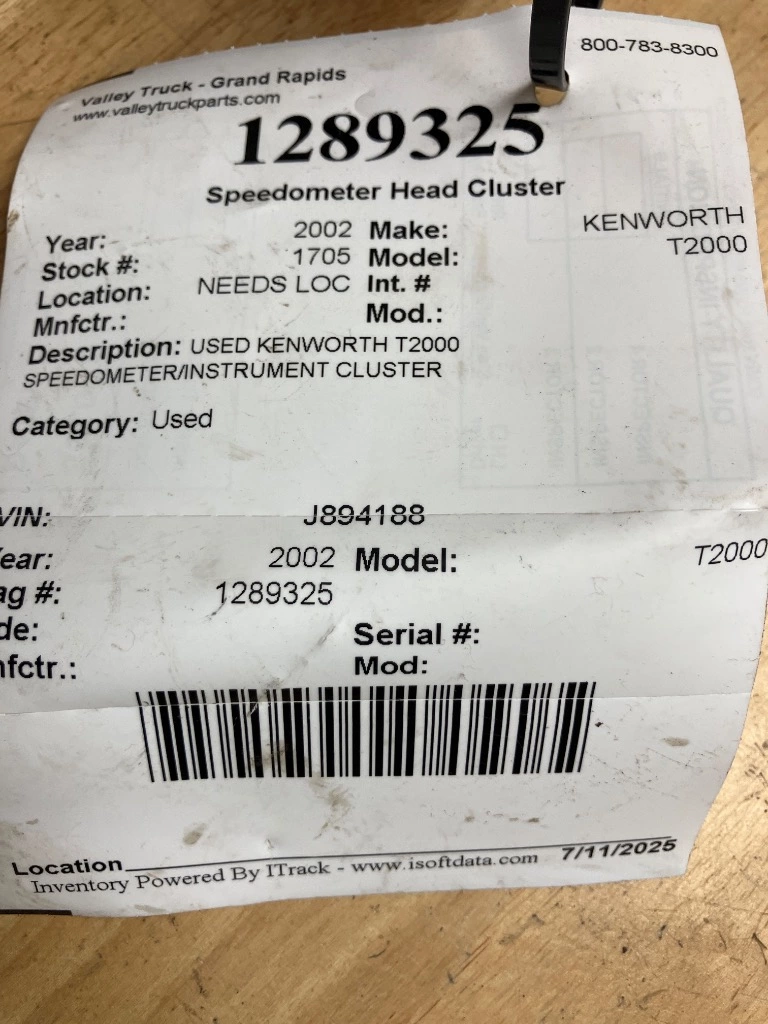 Valley Truck - Grand Rapids 800-783-8300
www.valleytruckparts.com
1289325
Speedometer Head Cluster
Year: 2002 Make: KENWORTH
Stock #: 1705 Model: T2000
Location: NEEDS LOC Int. #
Mnfctr.: Mod.:
Description: USED KENWORTH T2000
SPEEDOMETER/INSTRUMENT CLUSTER
Category: Used
VIN: J894188
ear: 2002 Model: T2000
ag #: 1289325
de: Serial #:
nfctr.: Mod:
Location
Inventory Powered By ITrack - www.isoftdata.com 7/11/2025